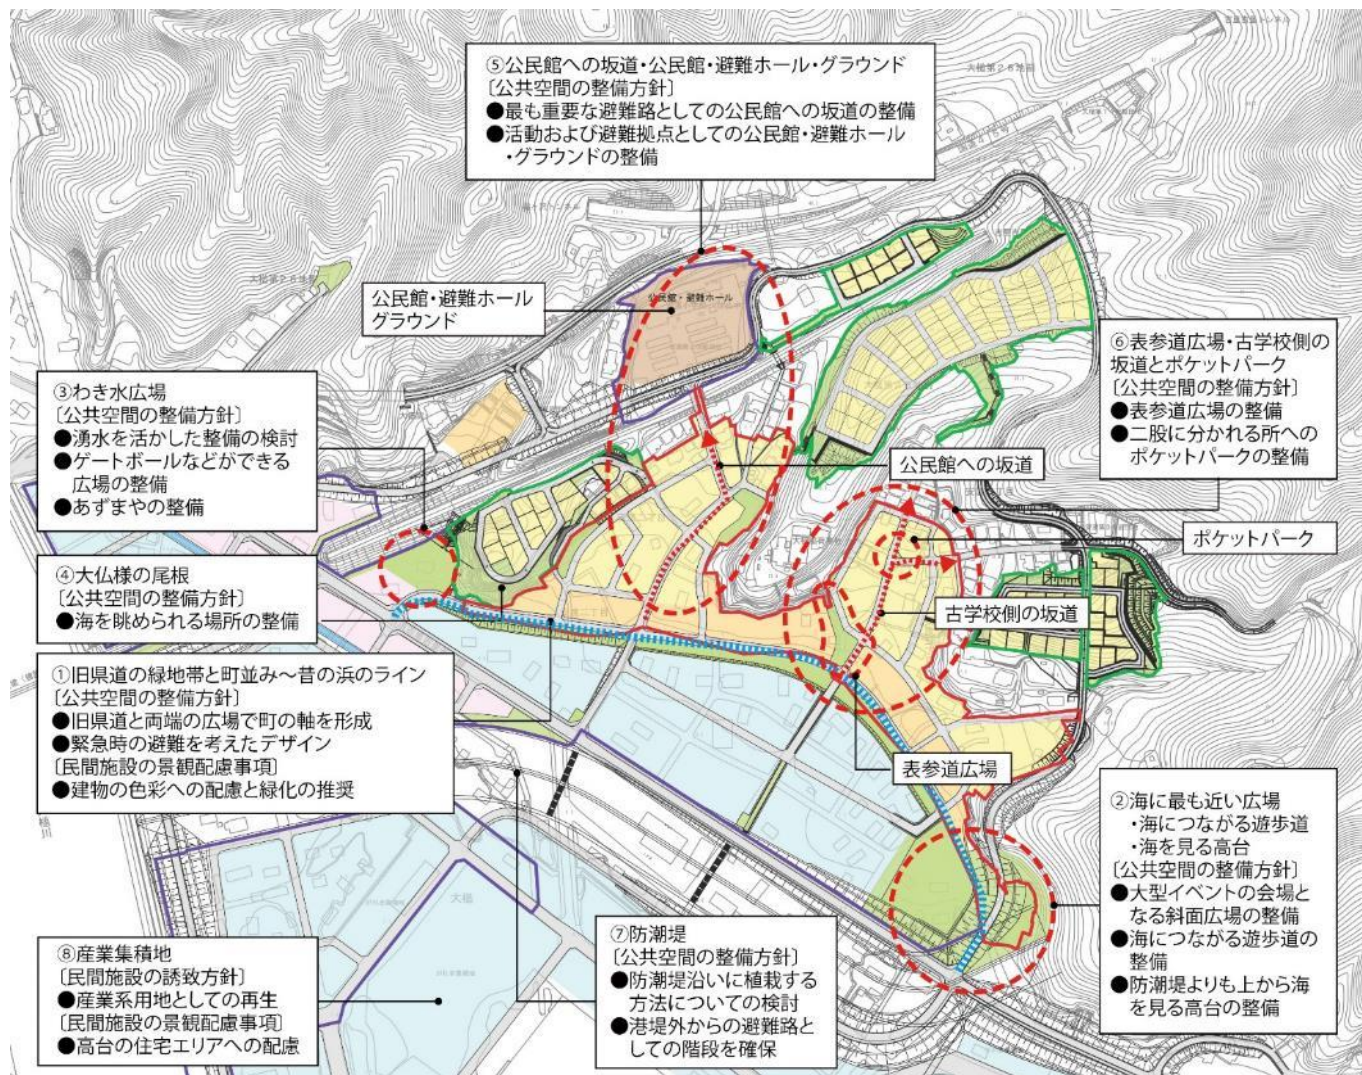 ⑤公民館への坂道・公民館・避難ホール・グラウンド
〔公共空間の整備方針〕
●最も重要な避難路としての公民館への坂道の整備
●活動および避難拠点としての公民館・避難ホール
・グラウンドの整備
公民館・避難ホール
グラウンド
公民館・避難ホール
⑥表参道広場・古学校側の
坂道とポケットパーク
〔公共空間の整備方針〕
●表参道広場の整備
●二股に分かれる所への
ポケットパークの整備
③わき水広場
〔公共空間の整備方針〕
●湧水を活かした整備の検討
●ゲートボールなどができる
広場の整備
●あずまやの整備
公民館への坂道
ポケットパーク
④大仏様の尾根
〔公共空間の整備方針〕
●海を眺められる場所の整備
古学校側の坂道
①旧県道の緑地帯と町並み～昔の浜のライン
〔公共空間の整備方針〕
●旧県道と両端の広場で町の軸を形成
●緊急時の避難を考えたデザイン
〔民間施設の景観配慮事項〕
●建物の色彩への配慮と緑化の推奨
表参道広場
②海に最も近い広場
・海につながる遊歩道
・海を見る高台
〔公共空間の整備方針〕
●大型イベントの会場と
なる斜面広場の整備
●海につながる遊歩道の
整備
●防潮堤よりも上から海
を見る高台の整備
⑦防潮堤
〔公共空間の整備方針〕
●防潮堤沿いに植栽する
方法についての検討
●港堤外からの避難路と
しての階段を確保
⑧産業集積地
〔民間施設の誘致方針〕
●産業系用地としての再生
〔民間施設の景観配慮事項〕
●高台の住宅エリアへの配慮